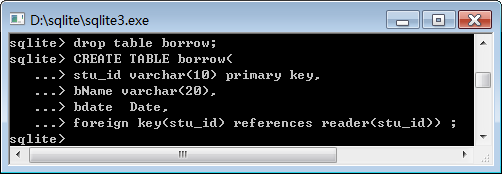 D:\sqlite\sqlite3.exe
sqlite> drop table borrow;
sqlite> CREATE TABLE borrow(
   ...> stu_id varchar(10) primary key,
   ...> bName varchar(20),
   ...> bdate  Date,
   ...> foreign key(stu_id) references reader(stu_id)) ;
sqlite>